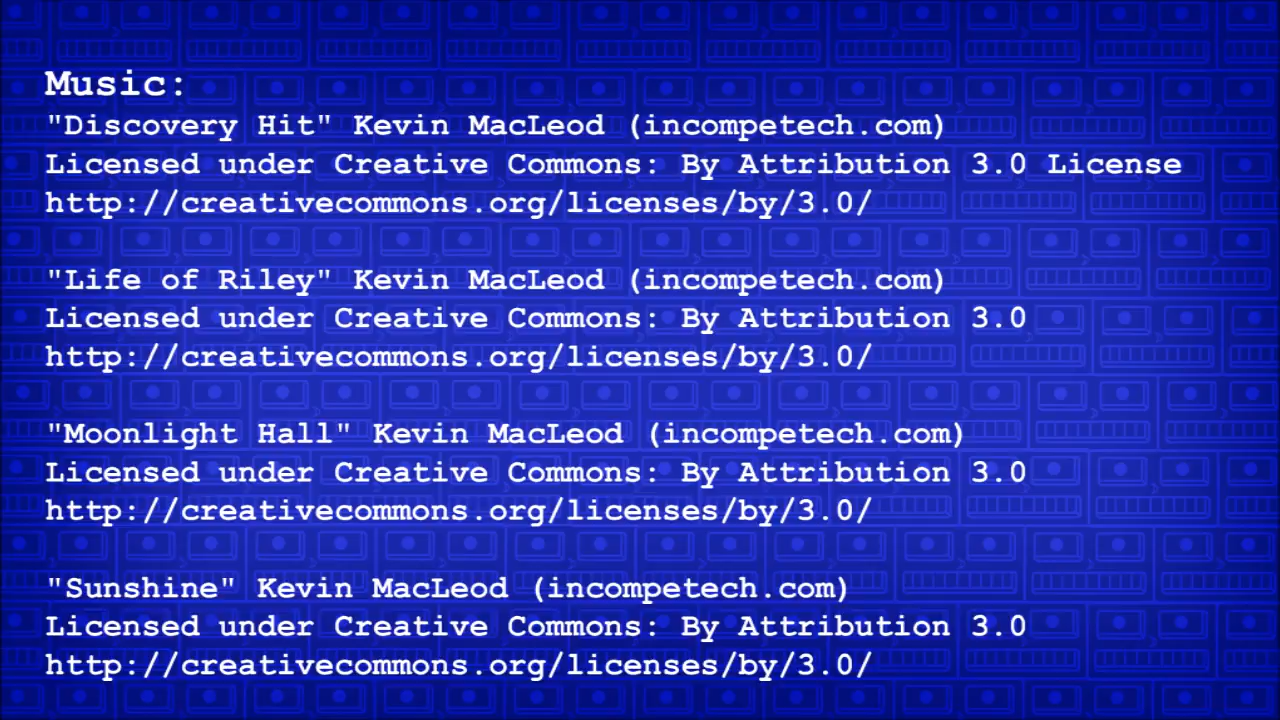 Music:
"Discovery Hit" Kevin MacLeod (incompetech.com)
Licensed under Creative Commons: By Attribution 3.0 License
http://creativecommons.org/licenses/by/3.0/
"Life of Riley" Kevin MacLeod (incompetech.com)
Licensed under Creative Commons: By Attribution 3.0
http://creativecommons.org/licenses/by/3.0/
"Moonlight Hall" Kevin MacLeod (incompetech.com)
Licensed under Creative Commons: By Attribution 3.0
http://creativecommons.org/licenses/by/3.0/
"Sunshine" Kevin MacLeod (incompetech.com)
Licensed under Creative Commons: By Attribution 3.0
http://creativecommons.org/licenses/by/3.0/